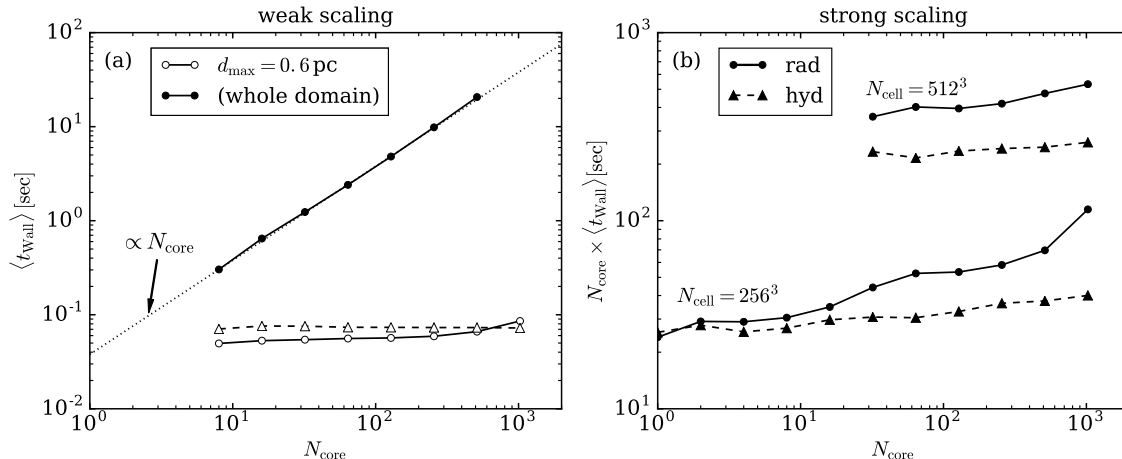 weak scaling
(a)
d_max = 0.6 pc
(whole domain)
∝ N_core
⟨t_Wall⟩ [sec]
10^2
10^1
10^0
10^-1
10^-2
10^0
10^1
10^2
10^3
N_core
strong scaling
(b)
rad
hyd
N_cell = 512^3
N_cell = 256^3
N_core × ⟨t_Wall⟩[sec]
10^3
10^2
10^1
10^0
10^1
10^2
10^3
N_core